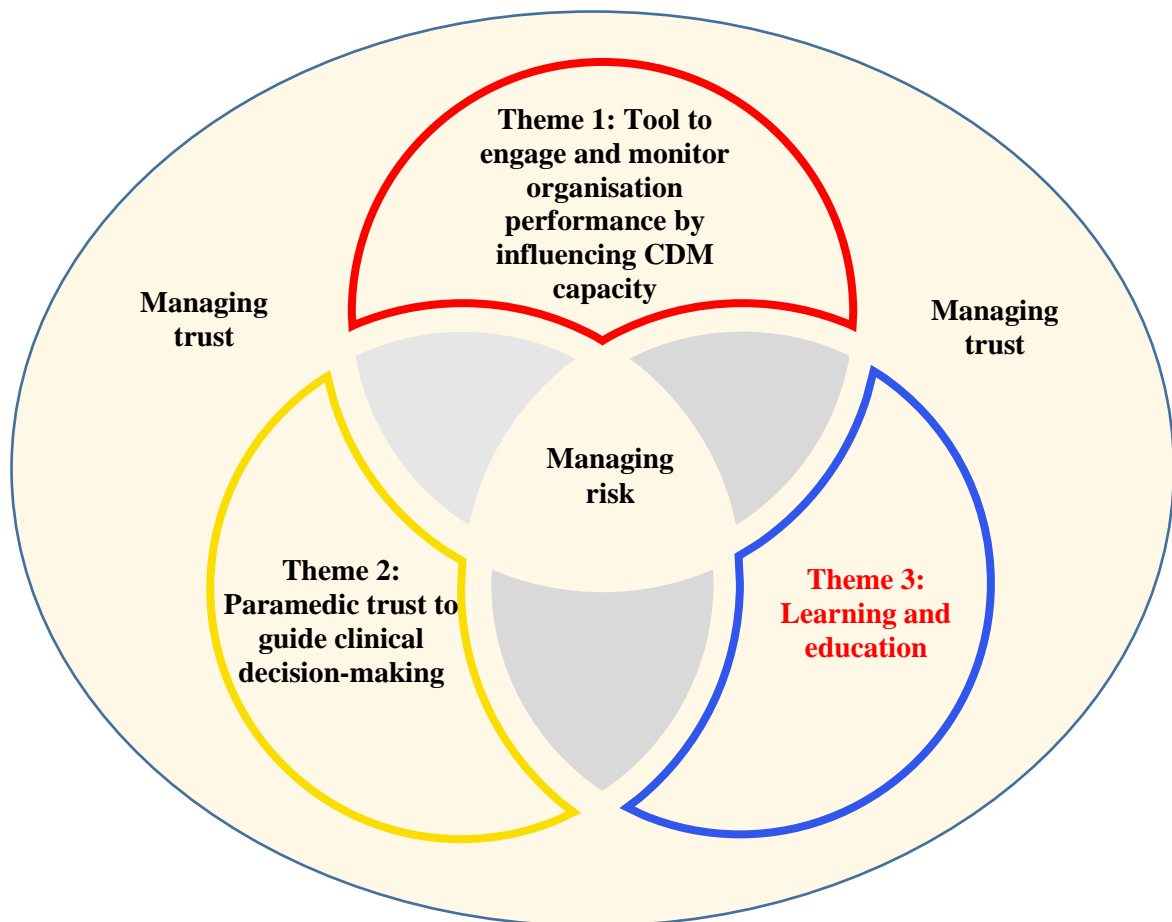 Theme 1: Tool to
engage and monitor
organisation
performance by
influencing CDM
capacity
Managing
trust
Managing
trust
Managing
risk
Theme 2:
Paramedic trust to
guide clinical
decision-making
Theme 3:
Learning and
education